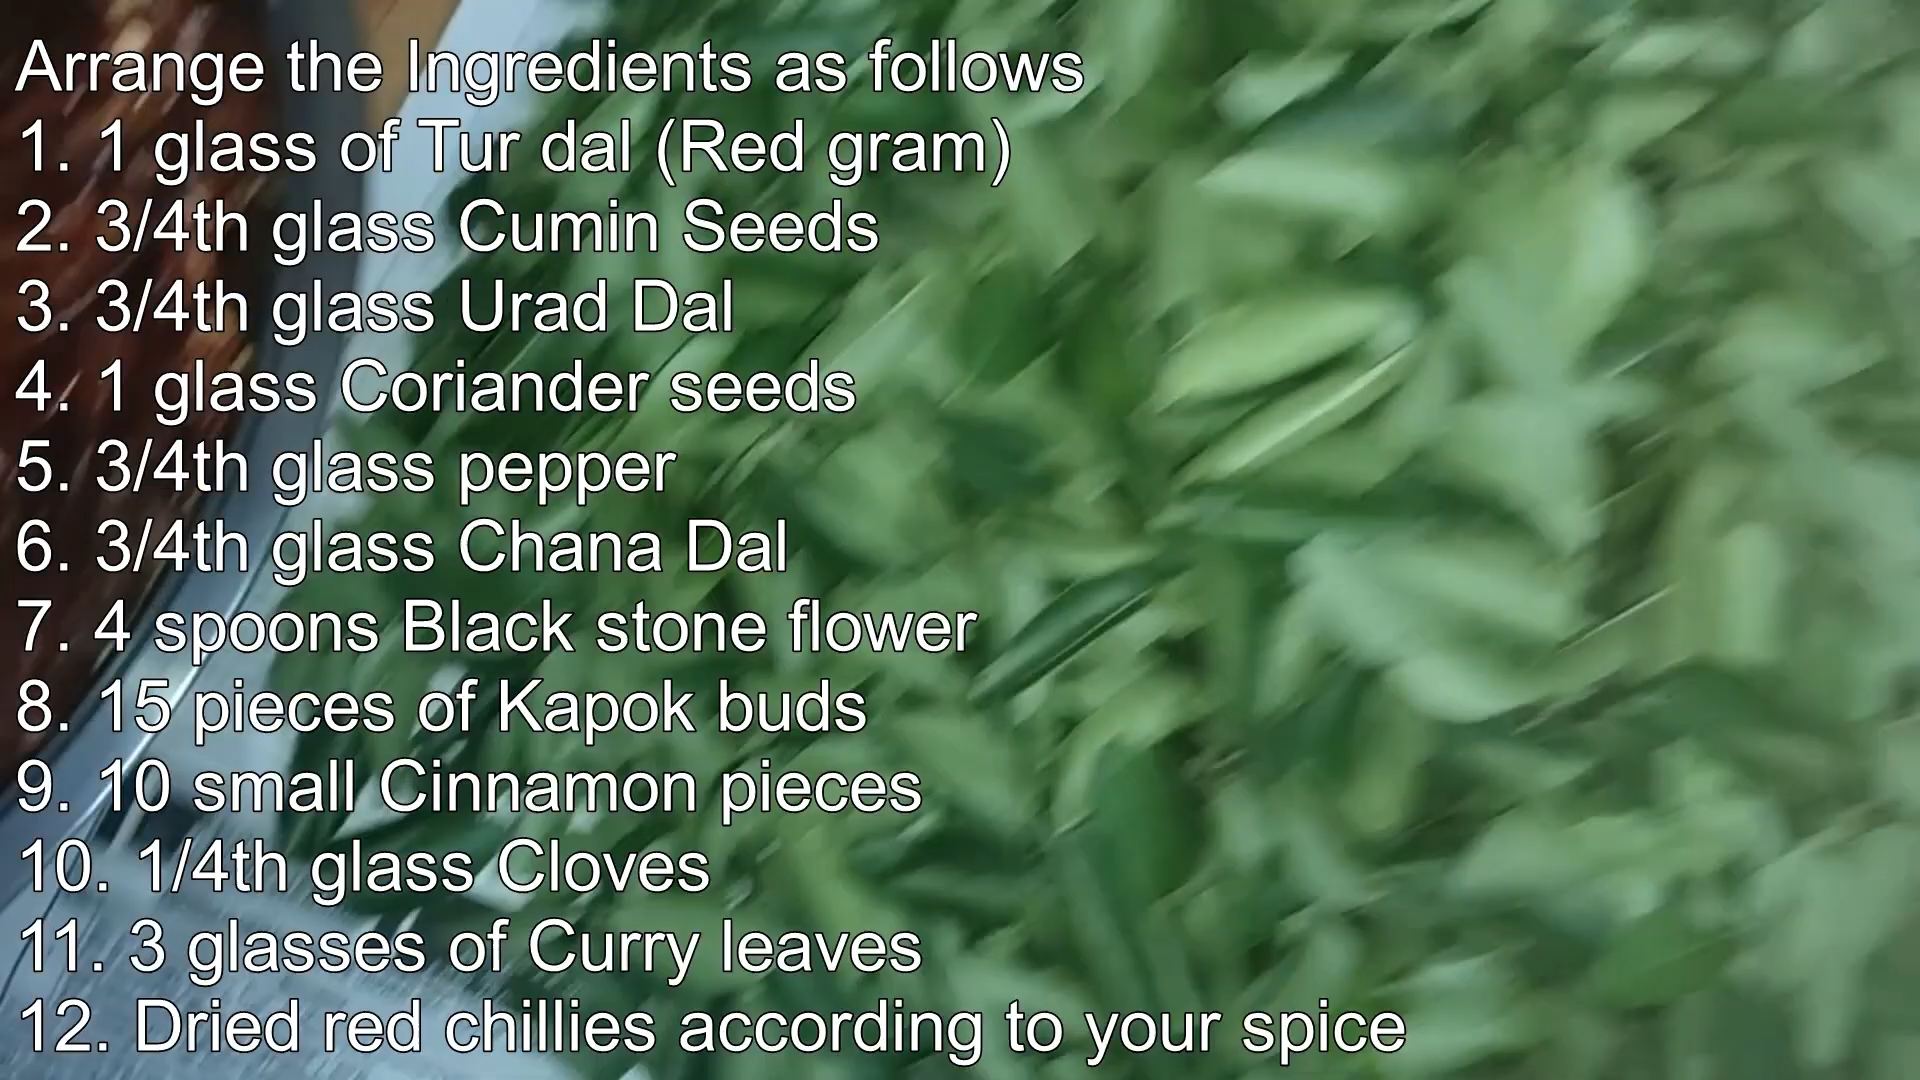 Arrange the Ingredients as follows
1. 1 glass of Tur dal (Red gram)
2. 3/4th glass Cumin Seeds
3. 3/4th glass Urad Dal
4. 1 glass Coriander seeds
5. 3/4th glass pepper
6. 3/4th glass Chana Dal
7. 4 spoons Black stone flower
8. 15 pieces of Kapok buds
9. 10 small Cinnamon pieces
10. 1/4th glass Cloves
11. 3 glasses of Curry leaves
12. Dried red chillies according to your spice